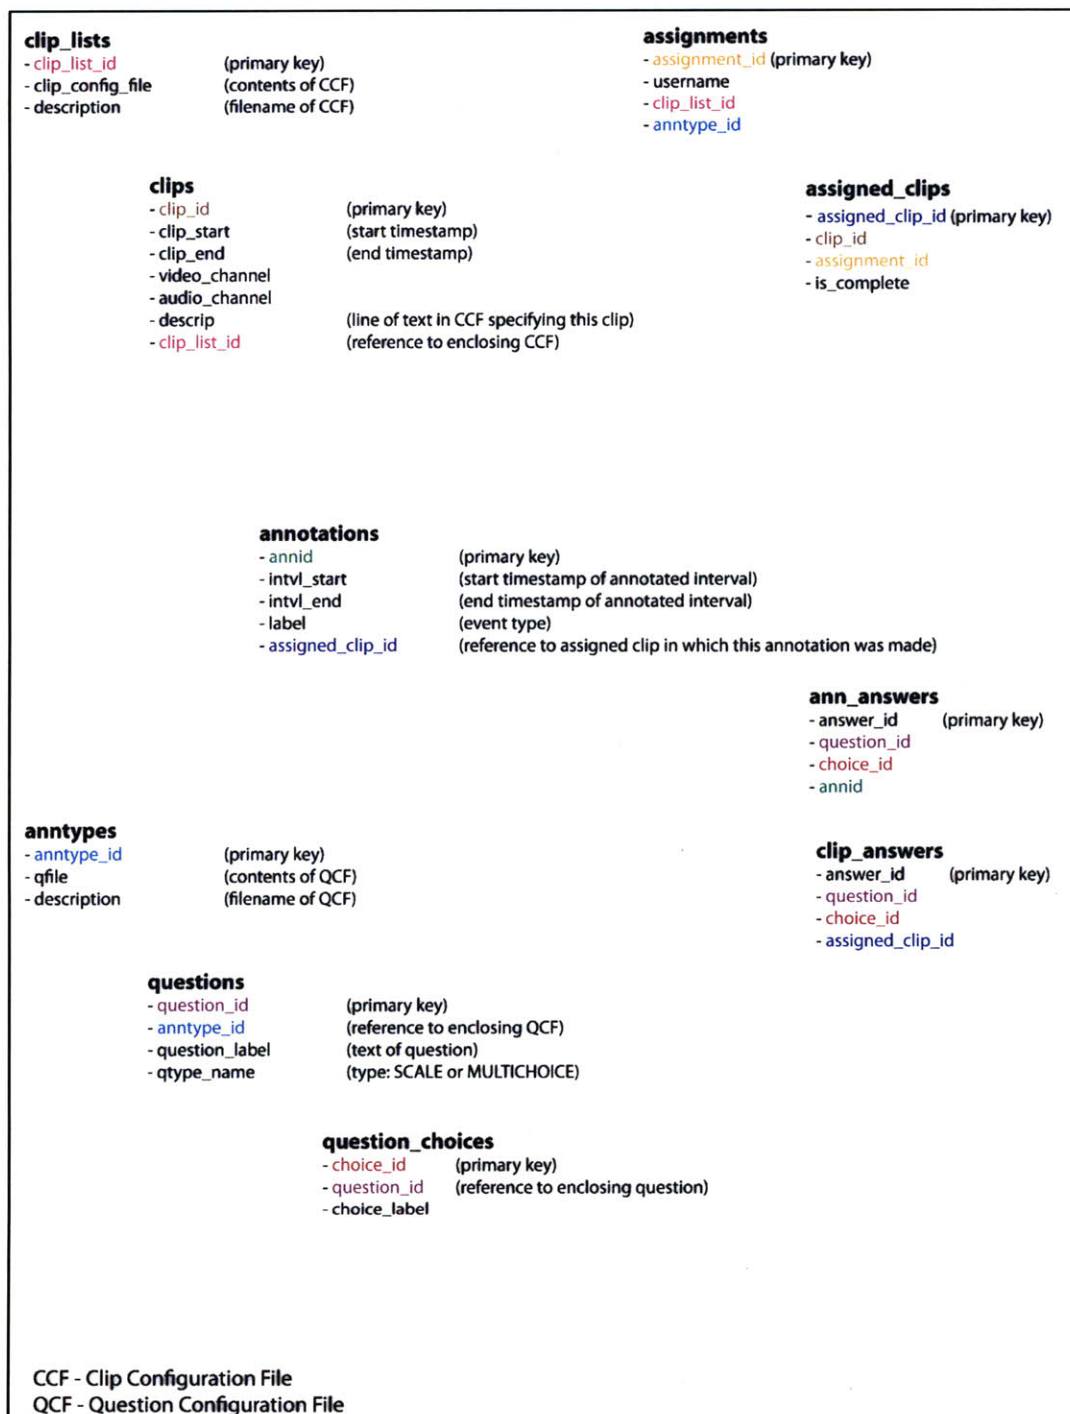 clip_lists
- clip_list_id (primary key)
- clip_config_file (contents of CCF)
- description (filename of CCF)
assignments
- assignment_id (primary key)
- username
- clip_list_id
- anntype_id
clips
- clip_id (primary key)
- clip_start (start timestamp)
- clip_end (end timestamp)
- video_channel
- audio_channel
- descrip (line of text in CCF specifying this clip)
- clip_list_id (reference to enclosing CCF)
assigned_clips
- assigned_clip_id (primary key)
- clip_id
- assignment_id
- is_complete
annotations
- annid (primary key)
- intvl_start (start timestamp of annotated interval)
- intvl_end (end timestamp of annotated interval)
- label (event type)
- assigned_clip_id (reference to assigned clip in which this annotation was made)
ann_answers
- answer_id (primary key)
- question_id
- choice_id
- annid
anntypes
- anntype_id (primary key)
- qfile (contents of QCF)
- description (filename of QCF)
clip_answers
- answer_id (primary key)
- question_id
- choice_id
- assigned_clip_id
questions
- question_id (primary key)
- anntype_id (reference to enclosing QCF)
- question_label (text of question)
- qtype_name (type: SCALE or MULTICHOICE)
question_choices
- choice_id (primary key)
- question_id (reference to enclosing question)
- choice_label
CCF - Clip Configuration File
QCF - Question Configuration File